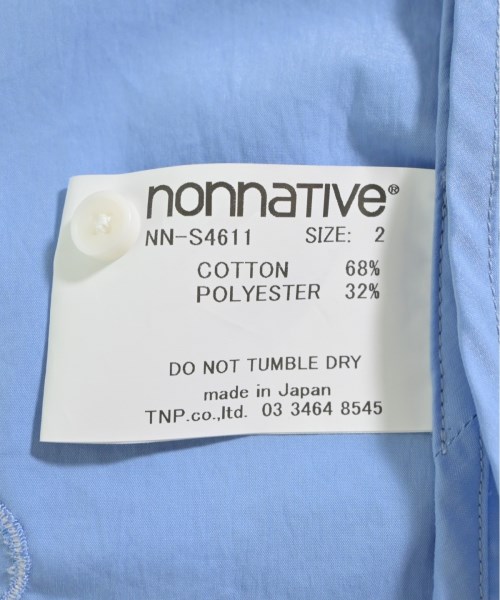 nonnative®
NN-S4611 SIZE: 2
COTTON 68%
POLYESTER 32%
DO NOT TUMBLE DRY
made in Japan
TNP.co.,ltd. 03 3464 8545